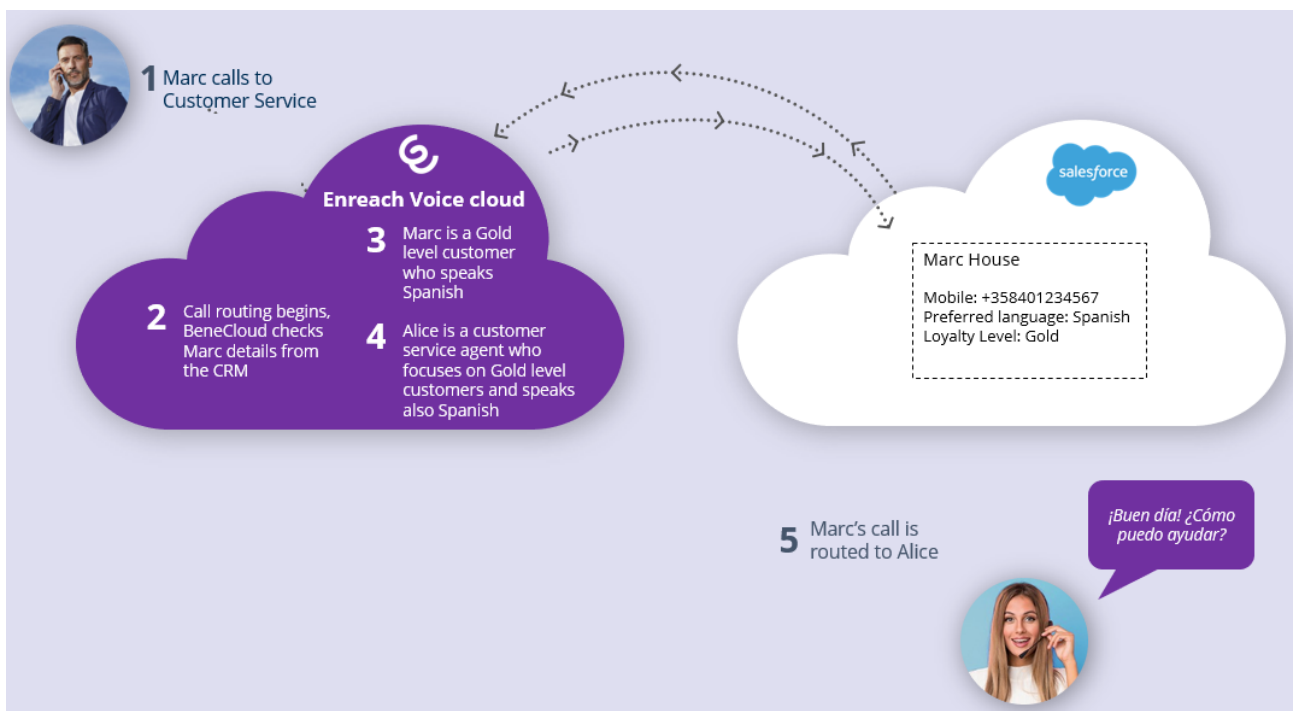 1 Marc calls to
Customer Service
Enreach Voice cloud
2 Call routing begins,
BeneCloud checks
Marc details from
the CRM
3 Marc is a Gold
level customer
who speaks
Spanish
4 Alice is a customer
service agent who
focuses on Gold level
customers and speaks
also Spanish
salesforce
Marc House
Mobile: +358401234567
Preferred language: Spanish
Loyalty Level: Gold
5 Marc’s call is
routed to Alice
¡Buen día! ¿Cómo
puedo ayudar?